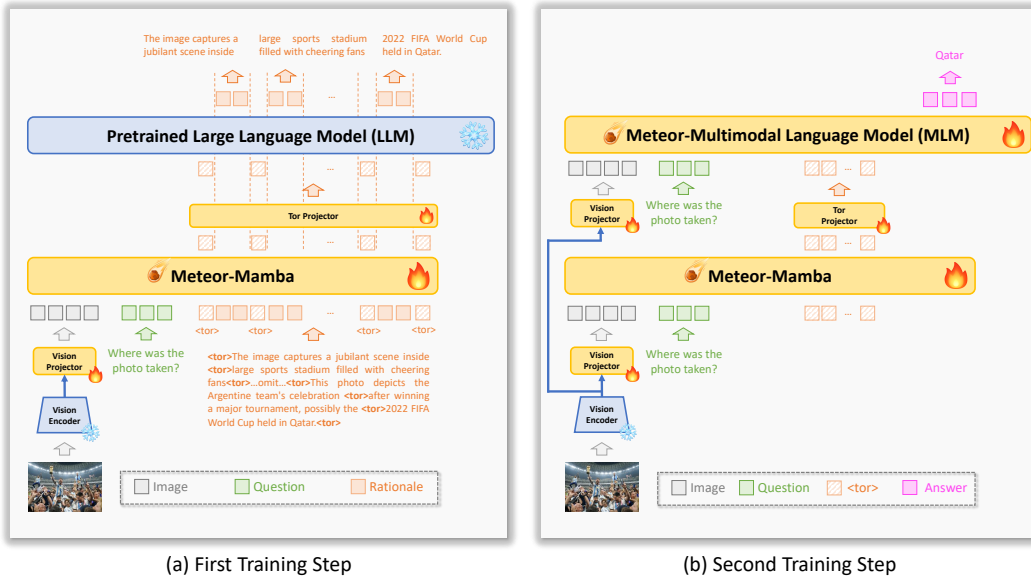 The image captures a jubilant scene inside
large sports stadium filled with cheering fans
2022 FIFA World Cup held in Qatar.
...
Pretrained Large Language Model (LLM)
...
Tor Projector
...
Meteor-Mamba
...
<tor> <tor> <tor> <tor>
Vision
Projector
Where was the
photo taken?
<tor>The image captures a jubilant scene inside
<tor>large sports stadium filled with cheering
fans<tor>...omit...<tor>This photo depicts the
Argentine team's celebration <tor>after winning
a major tournament, possibly the <tor>2022 FIFA
World Cup held in Qatar.<tor>
Vision
Encoder
Image Question Rationale
(a) First Training Step
Qatar
Meteor-Multimodal Language Model (MLM)
...
Vision
Projector
Where was the
photo taken?
Tor
Projector
...
Meteor-Mamba
...
Vision
Projector
Where was the
photo taken?
Vision
Encoder
Image Question <tor> Answer
(b) Second Training Step